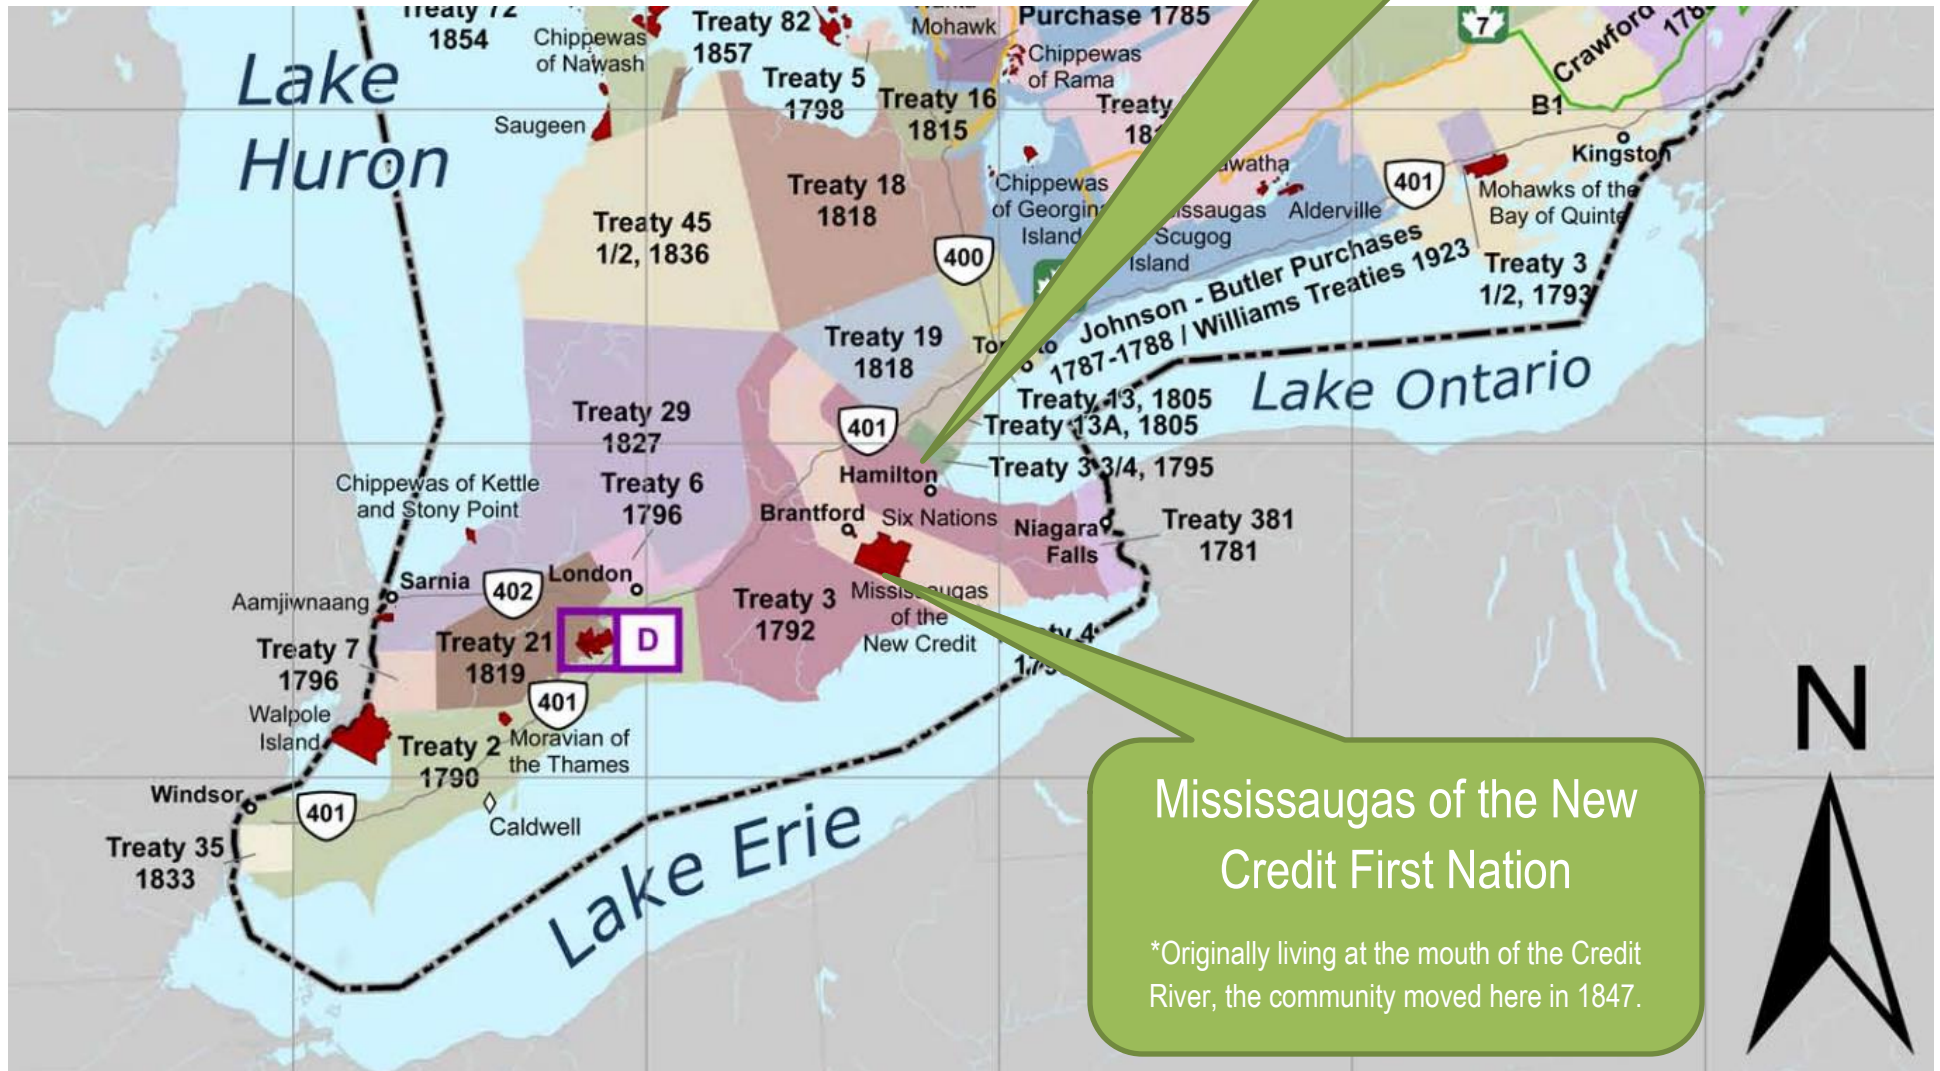 Treaty 72
1854
Chippewas
of Nawash
Treaty 82
1857
Mohawk
Purchase 1785
Chippewas
of Rama
7
Crawford
Lake
Huron
Saugeen
Treaty 5
1798
Treaty 16
1815
Treaty
B1
Kingston
Treaty 45
1/2, 1836
Treaty 18
1818
400
Chippewas
of Georgina
Island
Scugog
Island
Alderville
401
Mohawks of the
Bay of Quinte
Treaty 3
1/2, 1793
Johnson - Butler Purchases
1787-1788 / Williams Treaties 1923
Treaty 19
1818
Toronto
Lake Ontario
Treaty 13, 1805
Treaty 13A, 1805
Treaty 3 3/4, 1795
Treaty 29
1827
401
Hamilton
Chippewas of Kettle
and Stony Point
Treaty 6
1796
Brantford
Six Nations
Niagara
Falls
Treaty 381
1781
Aamjiwnaang
Sarnia
402
London
Treaty 3
1792
Mississaugas
of the
New Credit
Treaty 7
1796
Treaty 21
1819
D
401
Walpole
Island
Treaty 2
1790
Moravian of
the Thames
Windsor
401
Caldwell
Treaty 35
1833
Lake Erie
N
Mississaugas of the New
Credit First Nation
*Originally living at the mouth of the Credit
River, the community moved here in 1847.